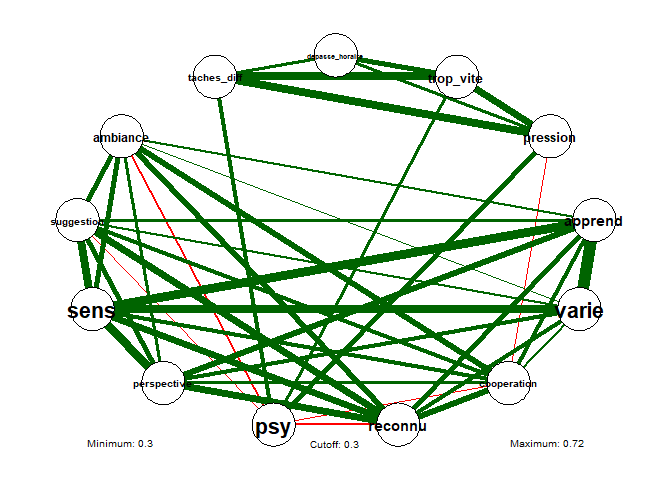 depasse_horaire
taches_diff
trop_vite
ambiance
pression
suggestion
apprend
sens
varie
perspective
cooperation
psy
reconnu
Minimum: 0.3
Cutoff: 0.3
Maximum: 0.72